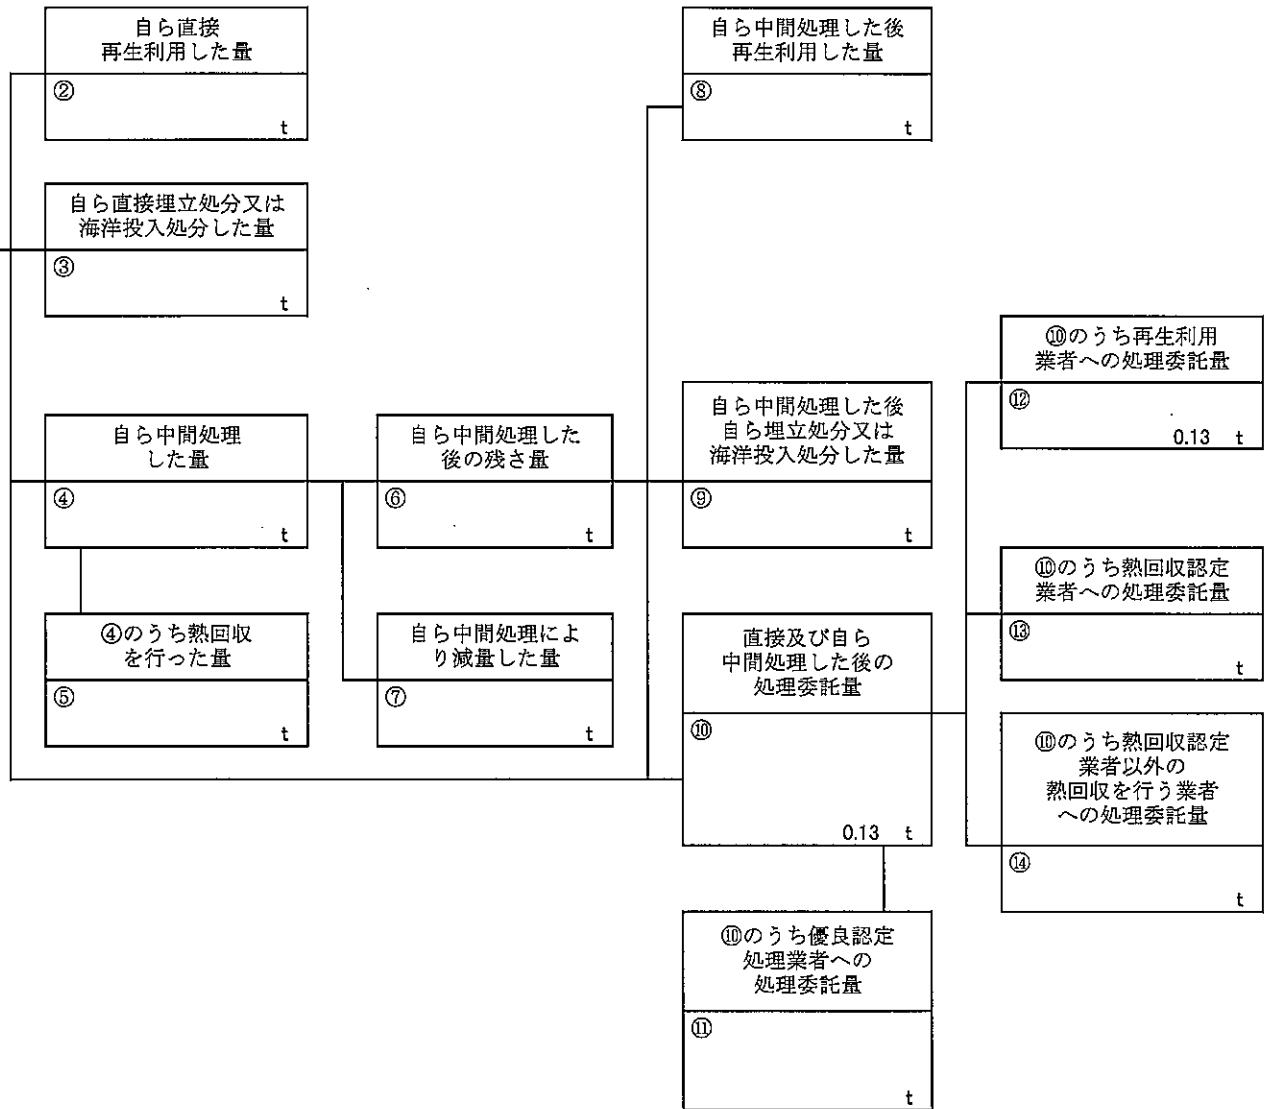 自ら直接
再生利用した量
②
t
自ら中間処理した後
再生利用した量
⑧
t
自ら直接埋立処分又は
海洋投入処分した量
③
t
⑩のうち再生利用
業者への処理委託量
⑫
0.13 t
自ら中間処理
した量
④
t
自ら中間処理した
後の残さ量
⑥
t
自ら中間処理した後
自ら埋立処分又は
海洋投入処分した量
⑨
t
⑩のうち熱回収認定
業者への処理委託量
⑬
t
④のうち熱回収
を行った量
⑤
t
自ら中間処理によ
り減量した量
⑦
t
直接及び自ら
中間処理した後の
処理委託量
⑩
0.13 t
⑩のうち熱回収認定
業者以外の
熱回収を行う業者
への処理委託量
⑭
t
⑩のうち優良認定
処理業者への
処理委託量
⑪
t